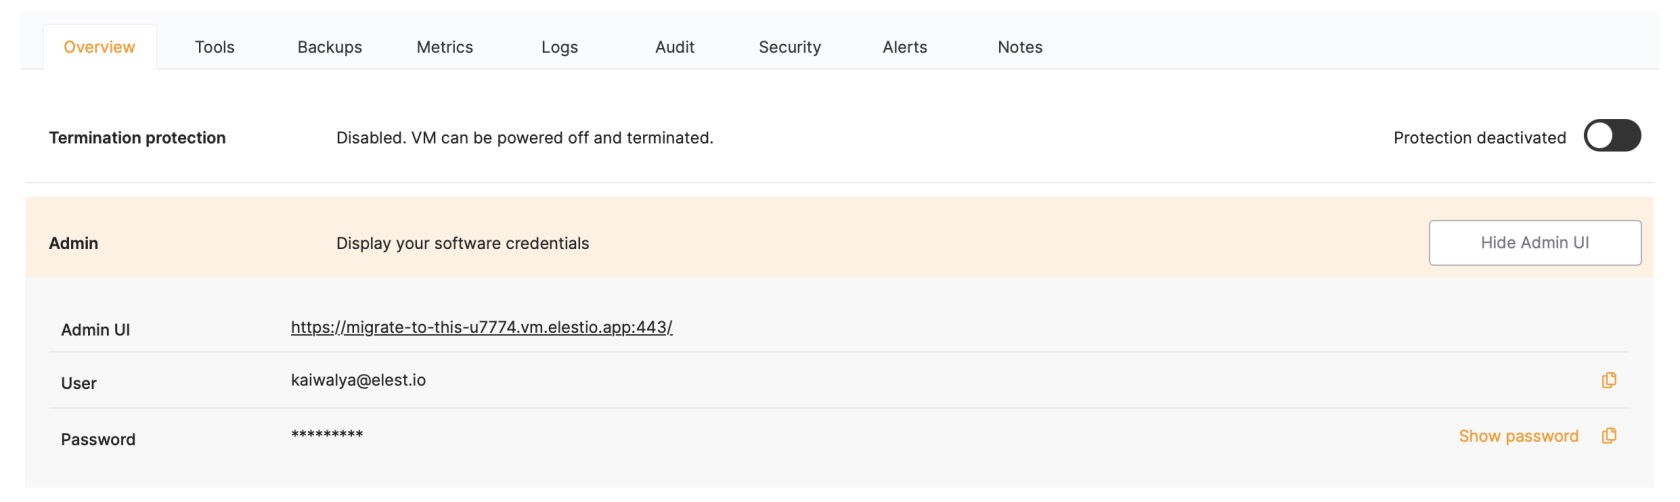 Overview Tools Backups Metrics Logs Audit Security Alerts Notes
Termination protection Disabled. VM can be powered off and terminated. Protection deactivated
Admin Display your software credentials Hide Admin UI
Admin UI https://migrate-to-this-u7774.vm.elestio.app:443/
User kaiwalya@elest.io
Password ********* Show password